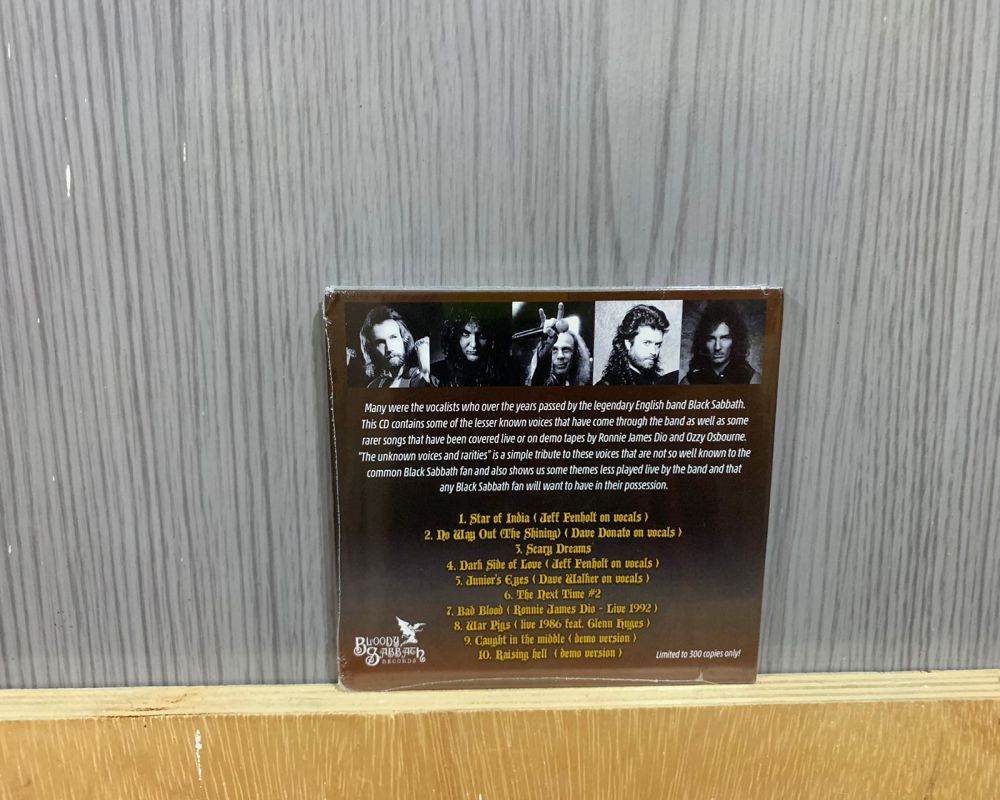 Many were the vocalists who over the years passed by the legendary English band Black Sabbath.
This CD contains some of the lesser known voices that have come through the band as well as some
rarer songs that have been covered live or on demo tapes by Ronnie James Dio and Ozzy Osbourne.
"The unknown voices and rarities" is a simple tribute to these voices that are not so well known to the
common Black Sabbath fan and also shows us some themes less played live by the band and that
any Black Sabbath fan will want to have in their possession.
1. Star of India ( Jeff Fenholt on vocals )
2. No Way Out (The Shining) ( Dave Donato on vocals )
3. Scary Dreams
4. Dark Side of Love ( Jeff Fenholt on vocals )
5. Junior's Eyes ( Dave Walker on vocals )
6. The Next Time #2
7. Bad Blood ( Ronnie James Dio - Live 1992 )
8. War Pigs ( live 1986 feat. Glenn Huges )
9. Caught in the middle ( demo version )
10. Raising hell ( demo version )
Limited to 300 copies only!
Bloody
Sabbath
Records